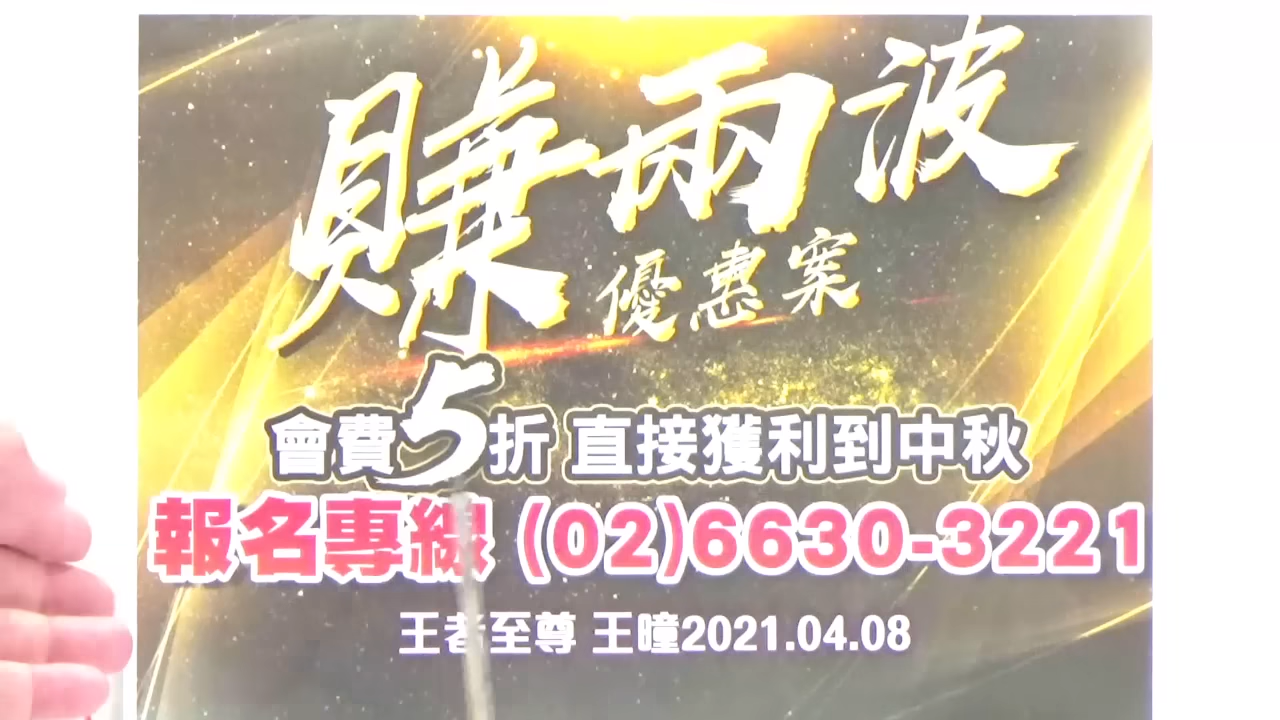 賺兩波
優惠案
會費5折 直接獲利到中秋
報名專線 (02)6630-3221
王者至尊 王曈2021.04.08